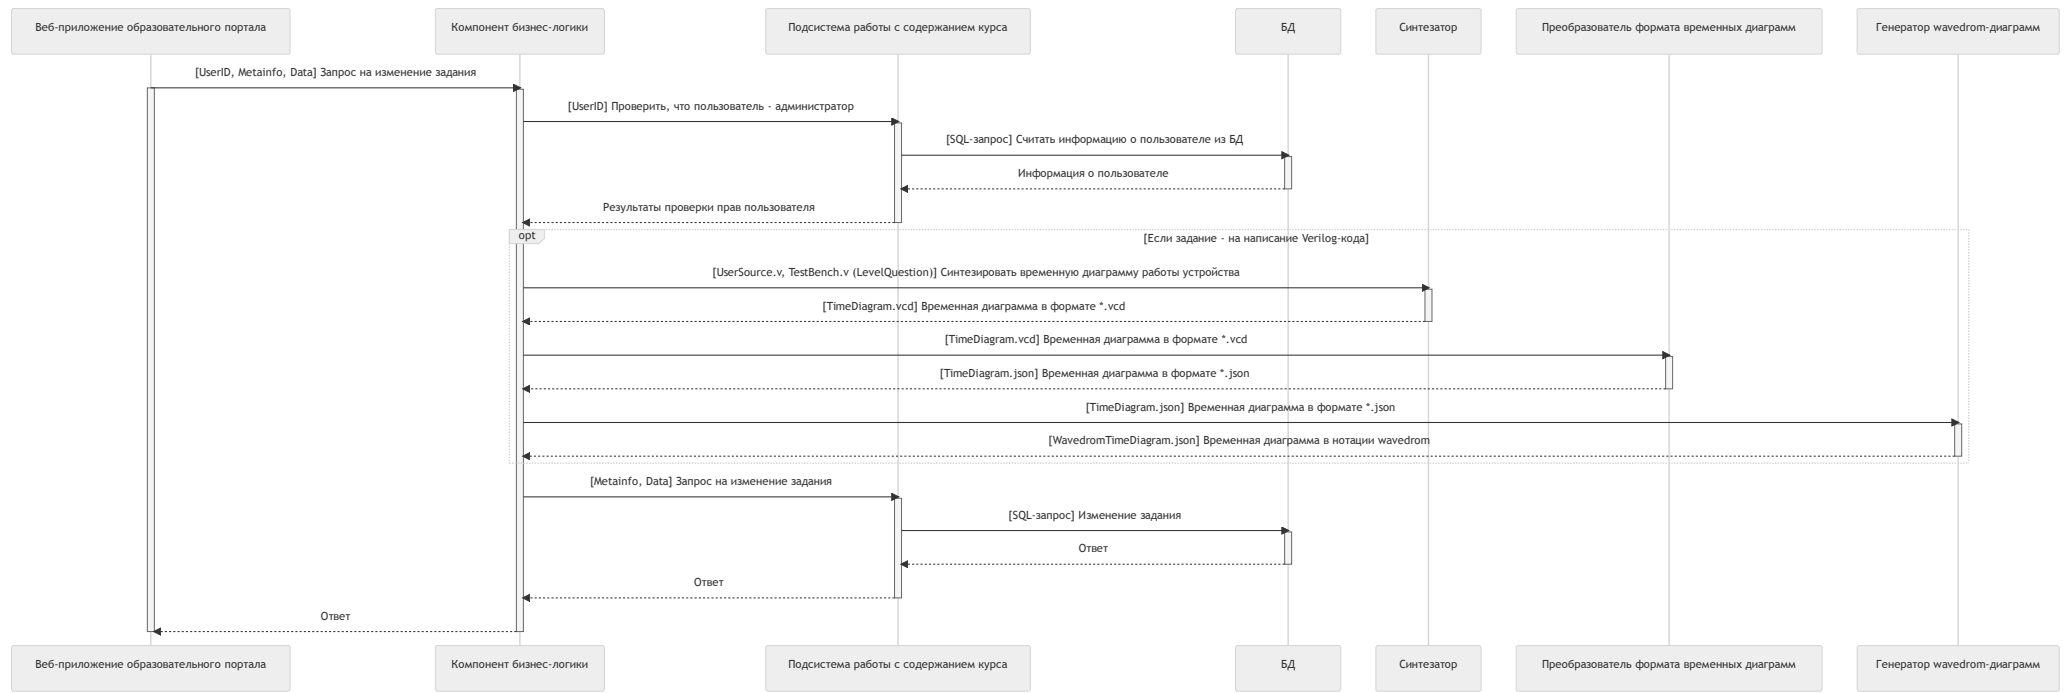 Веб-приложение образовательного портала
Компонент бизнес-логики
Подсистема работы с содержанием курса
БД
Синтезатор
Преобразователь формата временных диаграмм
Генератор wavedrom-диаграмм
[UserID, Metainfo, Data] Запрос на изменение задания
[UserID] Проверить, что пользователь - администратор
[SQL-запрос] Считать информацию о пользователе из БД
Информация о пользователе
Результаты проверки прав пользователя
opt
[Если задание - на написание Verilog-кода]
[UserSource.v, TestBench.v (LevelQuestion)] Синтезировать временную диаграмму работы устройства
[TimeDiagram.vcd] Временная диаграмма в формате *.vcd
[TimeDiagram.vcd] Временная диаграмма в формате *.vcd
[TimeDiagram.json] Временная диаграмма в формате *.json
[TimeDiagram.json] Временная диаграмма в формате *.json
[WavedromTimeDiagram.json] Временная диаграмма в нотации wavedrom
[Metainfo, Data] Запрос на изменение задания
[SQL-запрос] Изменение задания
Ответ
Ответ
Ответ
Веб-приложение образовательного портала
Компонент бизнес-логики
Подсистема работы с содержанием курса
БД
Синтезатор
Преобразователь формата временных диаграмм
Генератор wavedrom-диаграмм